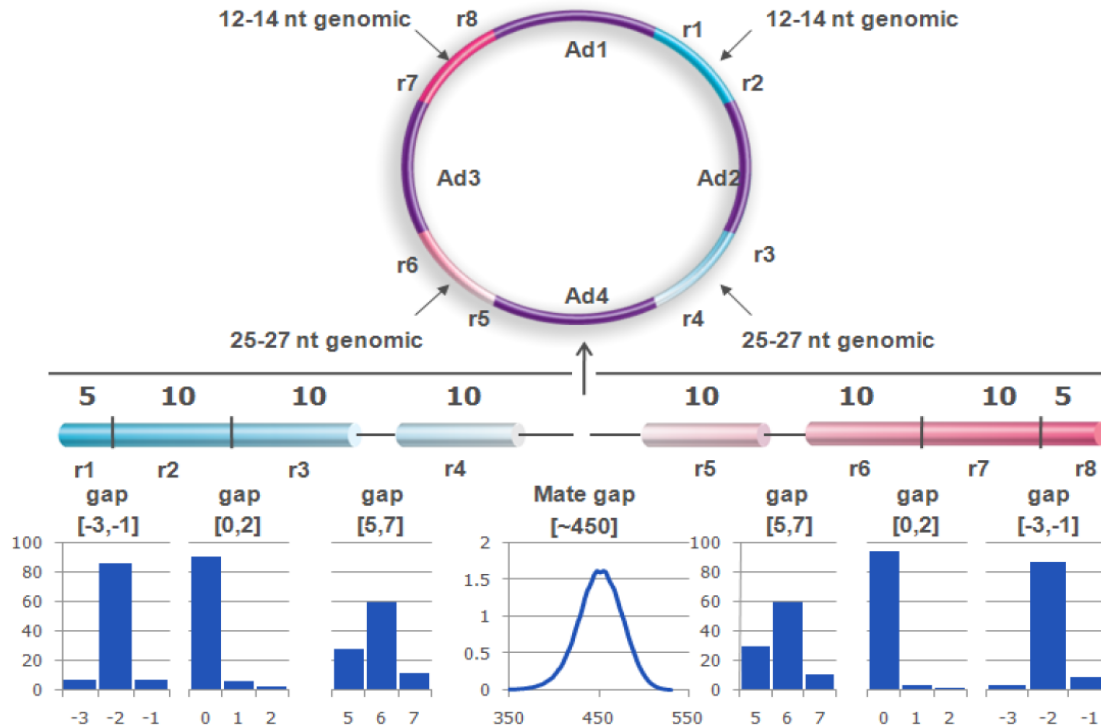 12-14 nt genomic r8 r1 12-14 nt genomic
Ad1
r7 r2
Ad3 Ad2
r6 r3
Ad4
r5 r4
25-27 nt genomic 25-27 nt genomic
5 10 10 10 10 10 10 5
r1 r2 r3 r4 r5 r6 r7 r8
gap gap gap Mate gap gap gap gap
[-3,-1] [0,2] [5,7] [~450] [5,7] [0,2] [-3,-1]
100 2 100
80 1.5 80
60 60
40 1 40
20 0.5 20
0 0 0
-3 -2 -1 0 1 2 5 6 7 350 450 550 5 6 7 0 1 2 -3 -2 -1